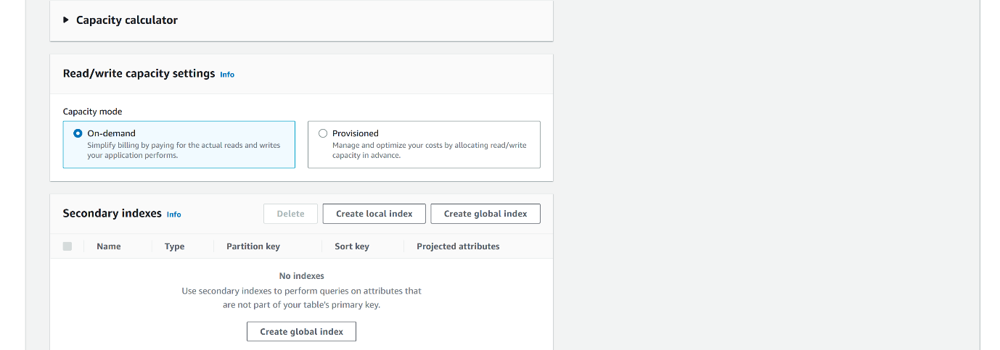 Capacity calculator
Read/write capacity settings Info
Capacity mode
On-demand
Simplify billing by paying for the actual reads and writes
your application performs.
Provisioned
Manage and optimize your costs by allocating read/write
capacity in advance.
Secondary indexes Info
Delete
Create local index
Create global index
Name Type Partition key Sort key Projected attributes
No indexes
Use secondary indexes to perform queries on attributes that
are not part of your table's primary key.
Create global index